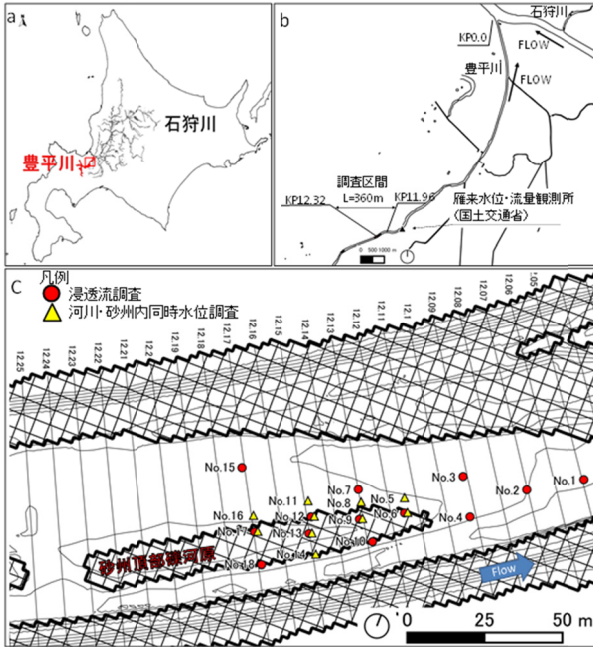 a
石狩川
豊平川
b
石狩川
KP0.0
FLOW
豊平川
FLOW
調査区間
L=360m
KP11.96
KP12.32
雁来水位・流量観測所
(国土交通省)
0 500 1000 m
C
凡例
浸透流調査
河川・砂州内同時水位調査
12.25
12.24
12.23
12.22
12.21
12.20
12.19
12.18
12.17
12.16
12.15
12.14
12.13
12.12
12.11
12.10
12.09
12.08
12.07
12.06
12.05
No.15
No.3
No.1
No.2
No.7
No.11
No.8
No.5
No.16
No.12
No.9
No.6
No.4
No.17
No.13
No.10
No.14
No.18
砂州頂部礫河原
Flow
0 25 50 m